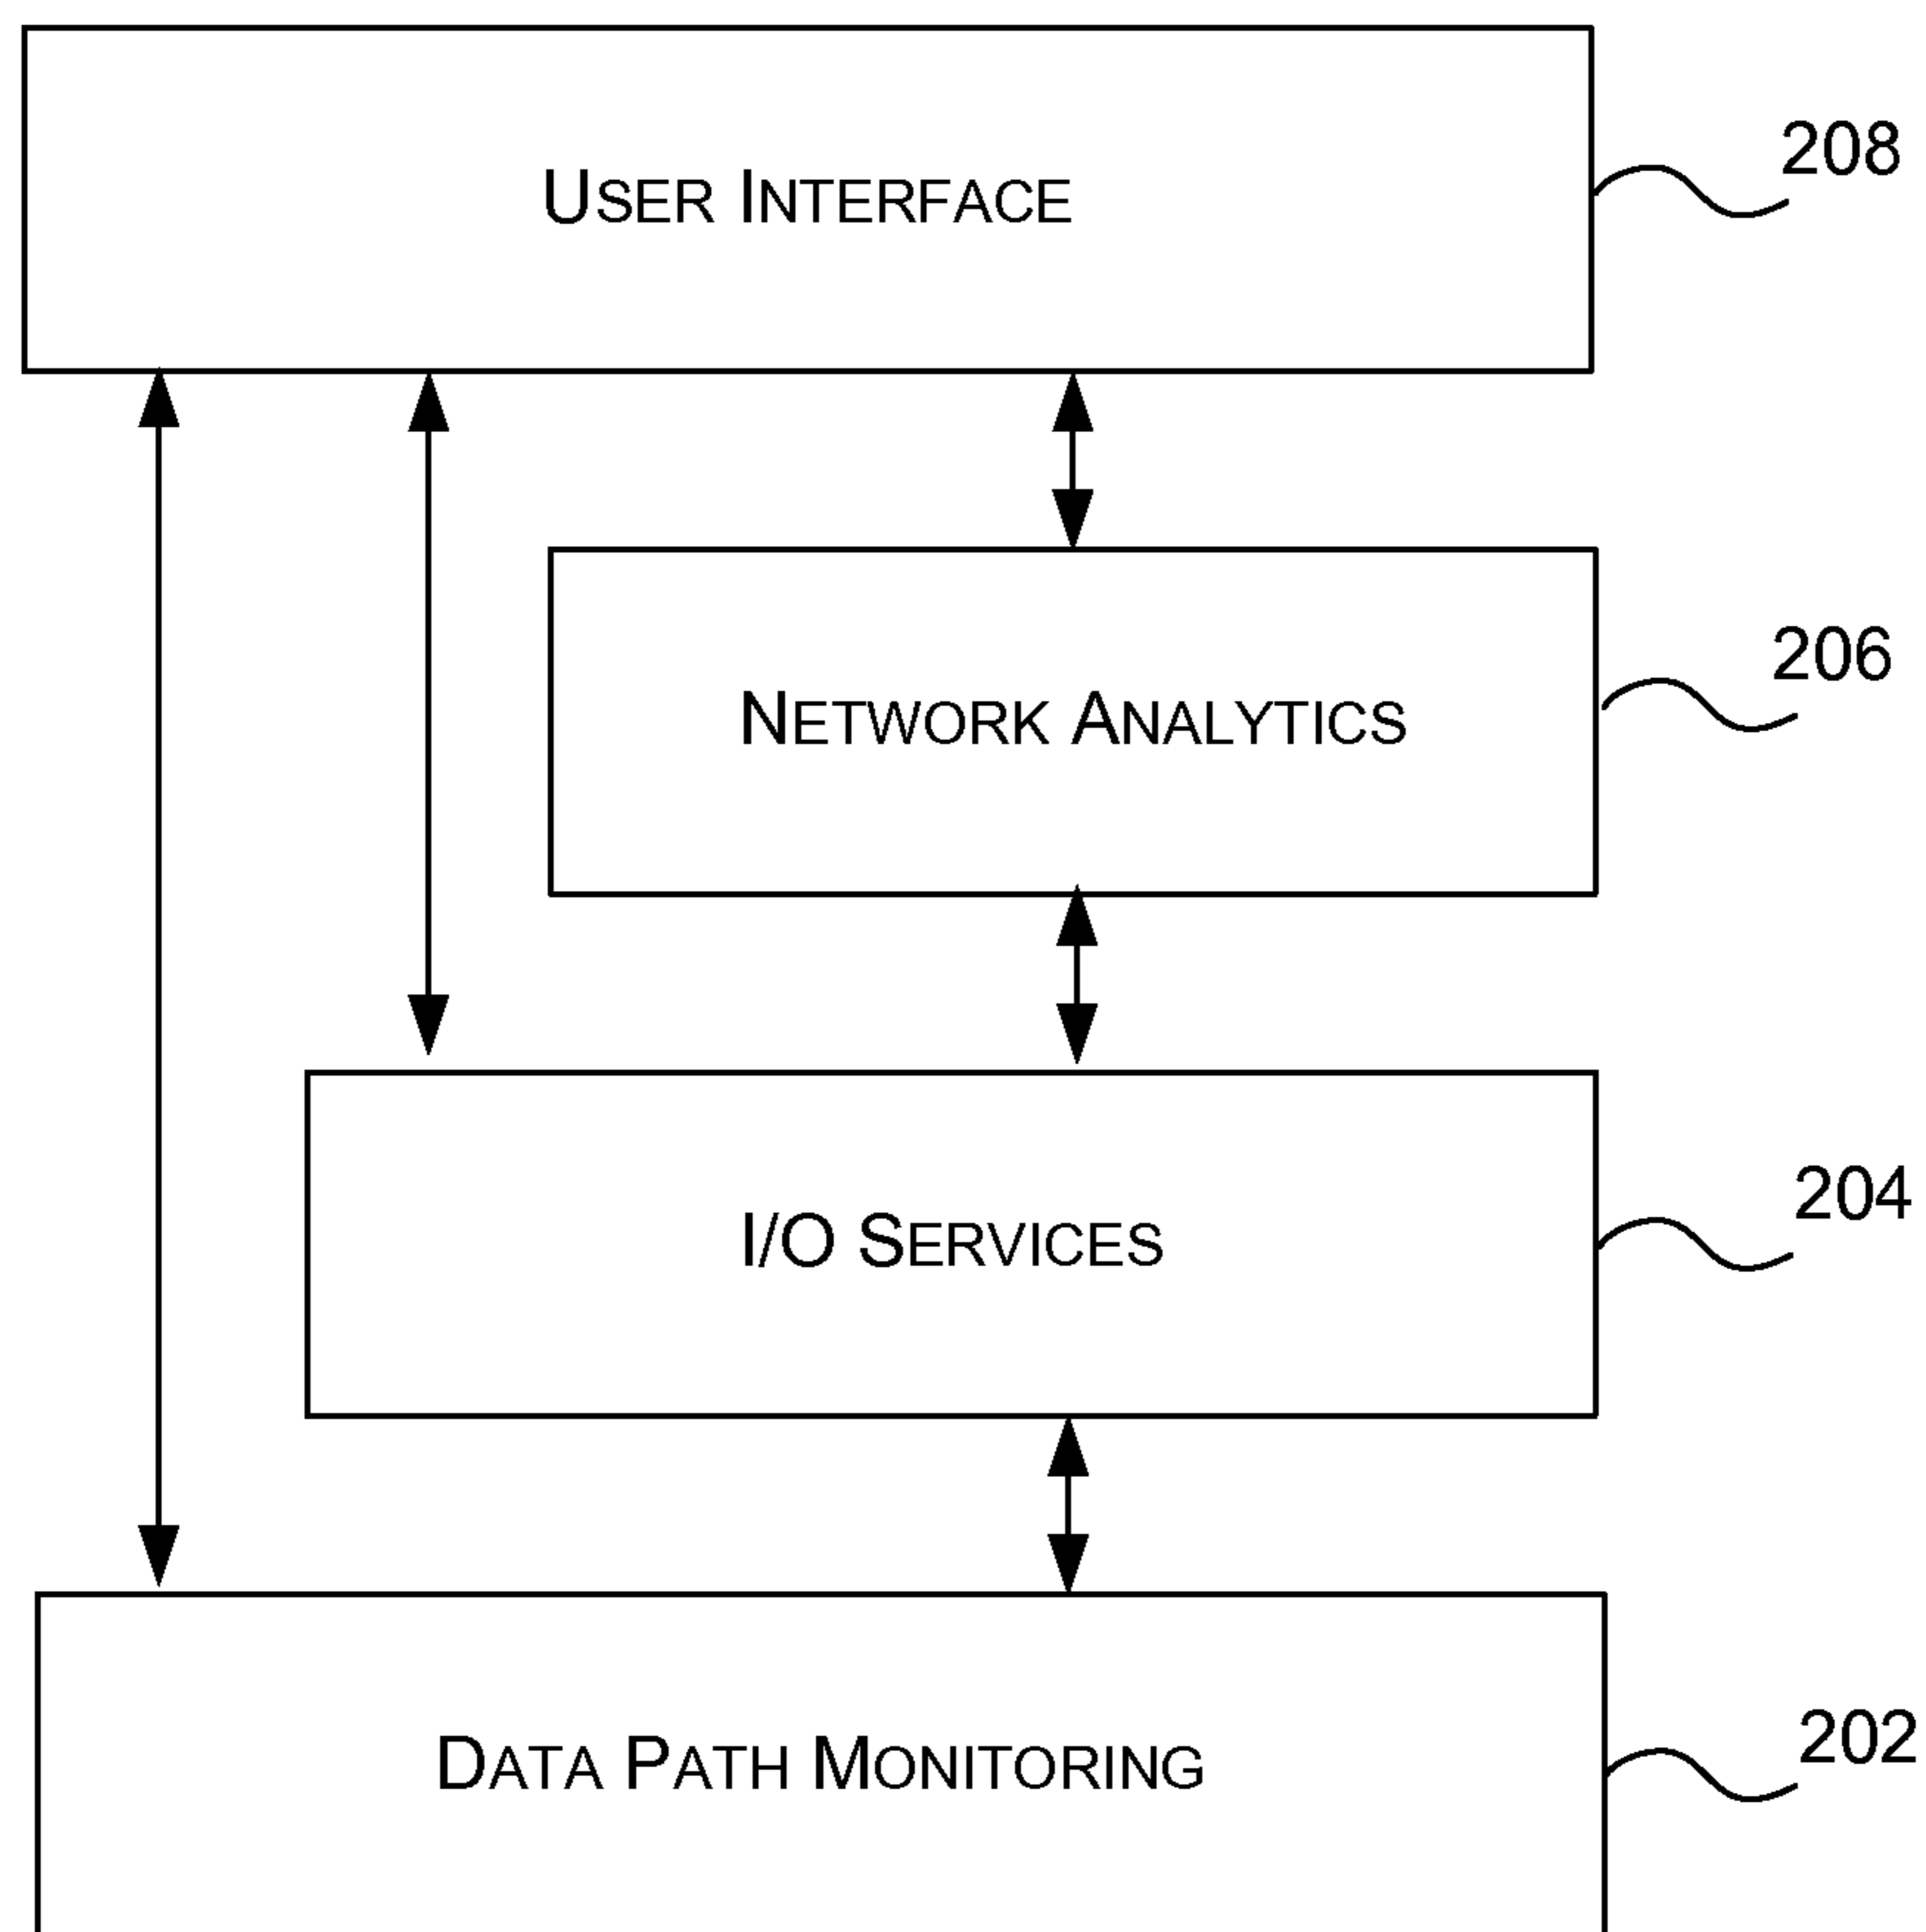 USER INTERFACE
208
NETWORK ANALYTICS
206
I/O SERVICES
204
DATA PATH MONITORING
202